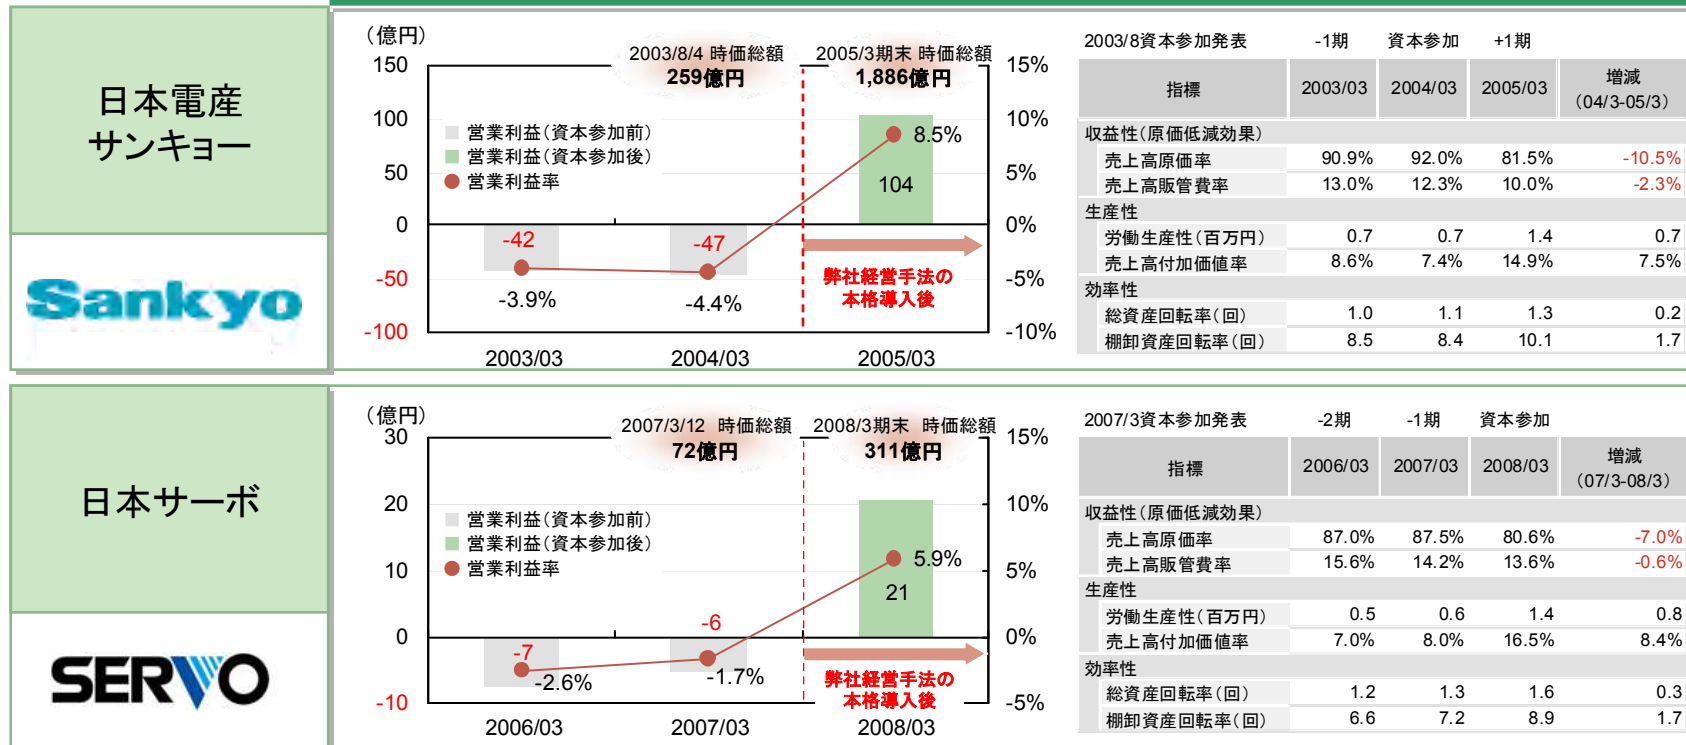 日本電産
サンキョー
Sankyo
（億円）
2003/8/4 時価総額
259億円
2005/3期末 時価総額
1,886億円
150
100
50
0
-50
-100
15%
10%
5%
0%
-5%
-10%
営業利益（資本参加前）
営業利益（資本参加後）
営業利益率
-42
-47
104
-3.9%
-4.4%
8.5%
弊社経営手法の
本格導入後
2003/03 2004/03 2005/03
2003/8資本参加発表 -1期 資本参加 +1期
指標 2003/03 2004/03 2005/03 増減
（04/3-05/3）
収益性（原価低減効果）
売上高原価率 90.9% 92.0% 81.5% -10.5%
売上高販管費率 13.0% 12.3% 10.0% -2.3%
生産性
労働生産性（百万円） 0.7 0.7 1.4 0.7
売上高付加価値率 8.6% 7.4% 14.9% 7.5%
効率性
総資産回転率（回） 1.0 1.1 1.3 0.2
棚卸資産回転率（回） 8.5 8.4 10.1 1.7
日本サーボ
SERVO
（億円）
2007/3/12 時価総額
72億円
2008/3期末 時価総額
311億円
30
20
10
0
-10
15%
10%
5%
0%
-5%
営業利益（資本参加前）
営業利益（資本参加後）
営業利益率
-7
-6
21
-2.6%
-1.7%
5.9%
弊社経営手法の
本格導入後
2006/03 2007/03 2008/03
2007/3資本参加発表 -2期 -1期 資本参加
指標 2006/03 2007/03 2008/03 増減
（07/3-08/3）
収益性（原価低減効果）
売上高原価率 87.0% 87.5% 80.6% -7.0%
売上高販管費率 15.6% 14.2% 13.6% -0.6%
生産性
労働生産性（百万円） 0.5 0.6 1.4 0.8
売上高付加価値率 7.0% 8.0% 16.5% 8.4%
効率性
総資産回転率（回） 1.2 1.3 1.6 0.3
棚卸資産回転率（回） 6.6 7.2 8.9 1.7